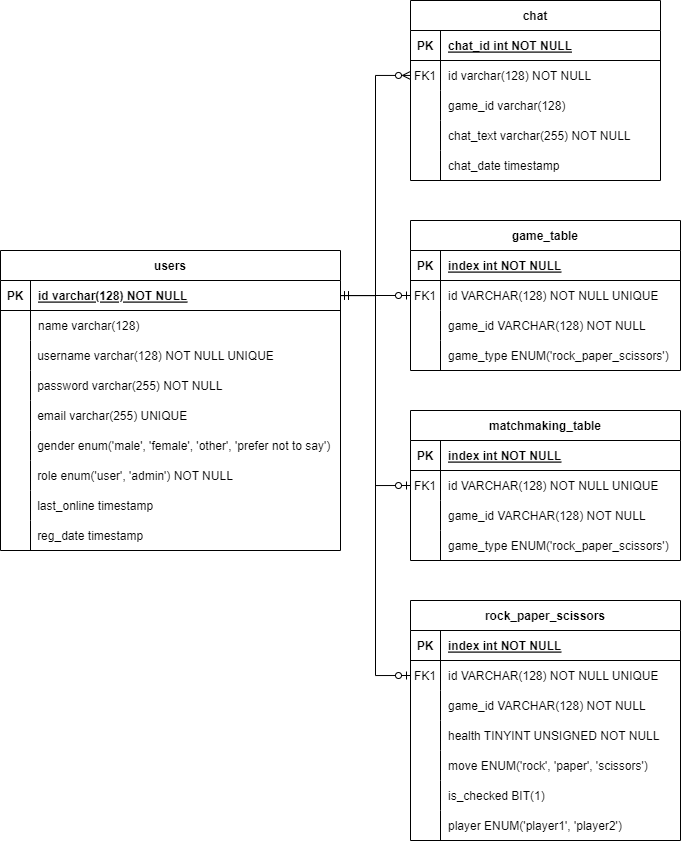 chat
PK chat_id int NOT NULL
FK1 id varchar(128) NOT NULL
game_id varchar(128)
chat_text varchar(255) NOT NULL
chat_date timestamp
users
PK id varchar(128) NOT NULL
name varchar(128)
username varchar(128) NOT NULL UNIQUE
password varchar(255) NOT NULL
email varchar(255) UNIQUE
gender enum('male', 'female', 'other', 'prefer not to say')
role enum('user', 'admin') NOT NULL
last_online timestamp
reg_date timestamp
game_table
PK index int NOT NULL
FK1 id VARCHAR(128) NOT NULL UNIQUE
game_id VARCHAR(128) NOT NULL
game_type ENUM('rock_paper_scissors')
matchmaking_table
PK index int NOT NULL
FK1 id VARCHAR(128) NOT NULL UNIQUE
game_id VARCHAR(128) NOT NULL
game_type ENUM('rock_paper_scissors')
rock_paper_scissors
PK index int NOT NULL
FK1 id VARCHAR(128) NOT NULL UNIQUE
game_id VARCHAR(128) NOT NULL
health TINYINT UNSIGNED NOT NULL
move ENUM('rock', 'paper', 'scissors')
is_checked BIT(1)
player ENUM('player1', 'player2')